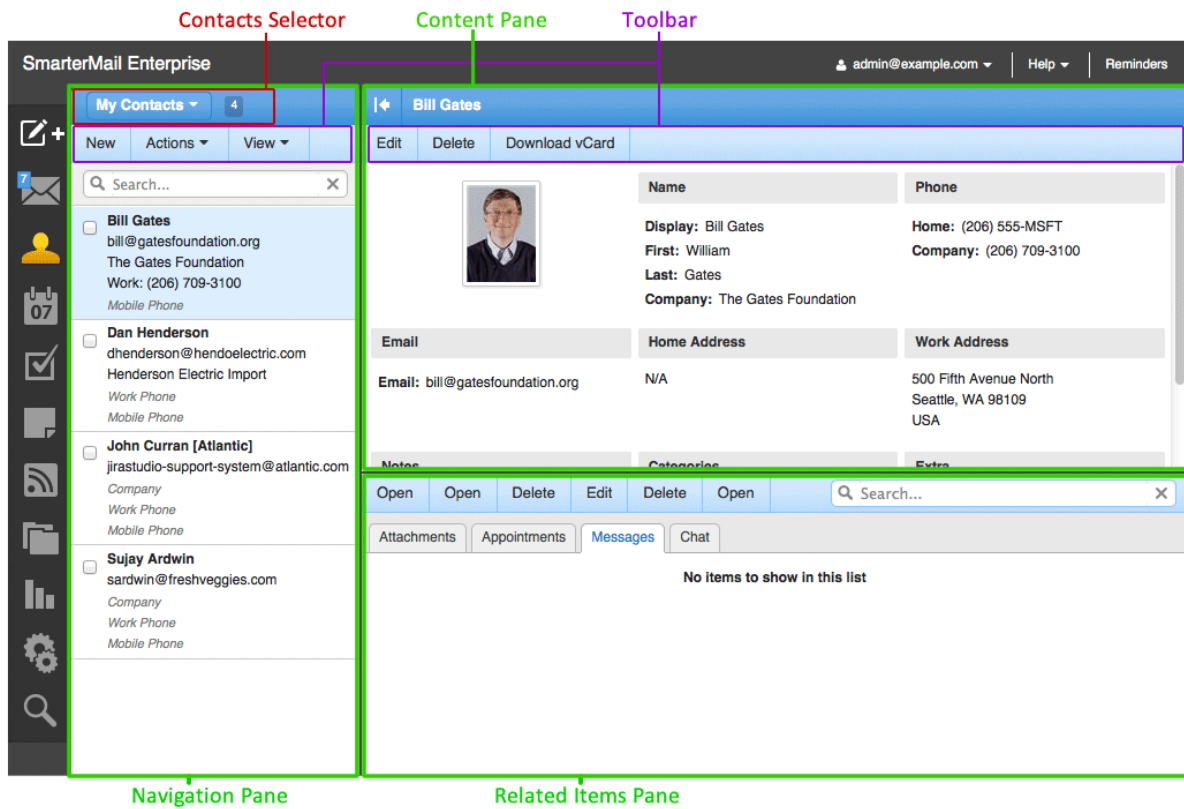 Contacts Selector
Content Pane
Toolbar
SmarterMail Enterprise
admin@example.com
Help
Reminders
My Contacts
4
Bill Gates
New
Actions
View
Edit
Delete
Download vCard
Search...
7
07
Bill Gates
bill@gatesfoundation.org
The Gates Foundation
Work: (206) 709-3100
Mobile Phone
Dan Henderson
dhenderson@hendoelectric.com
Henderson Electric Import
Work Phone
Mobile Phone
John Curran [Atlantic]
jirastudio-support-system@atlantic.com
Company
Work Phone
Mobile Phone
Sujay Ardwin
sardwin@freshveggies.com
Company
Work Phone
Mobile Phone
Name
Display: Bill Gates
First: William
Last: Gates
Company: The Gates Foundation
Phone
Home: (206) 555-MSFT
Company: (206) 709-3100
Email
Email: bill@gatesfoundation.org
Home Address
N/A
Work Address
500 Fifth Avenue North
Seattle, WA 98109
USA
Notes
Categories
Extra
Open
Open
Delete
Edit
Delete
Open
Search...
Attachments
Appointments
Messages
Chat
No items to show in this list
Navigation Pane
Related Items Pane